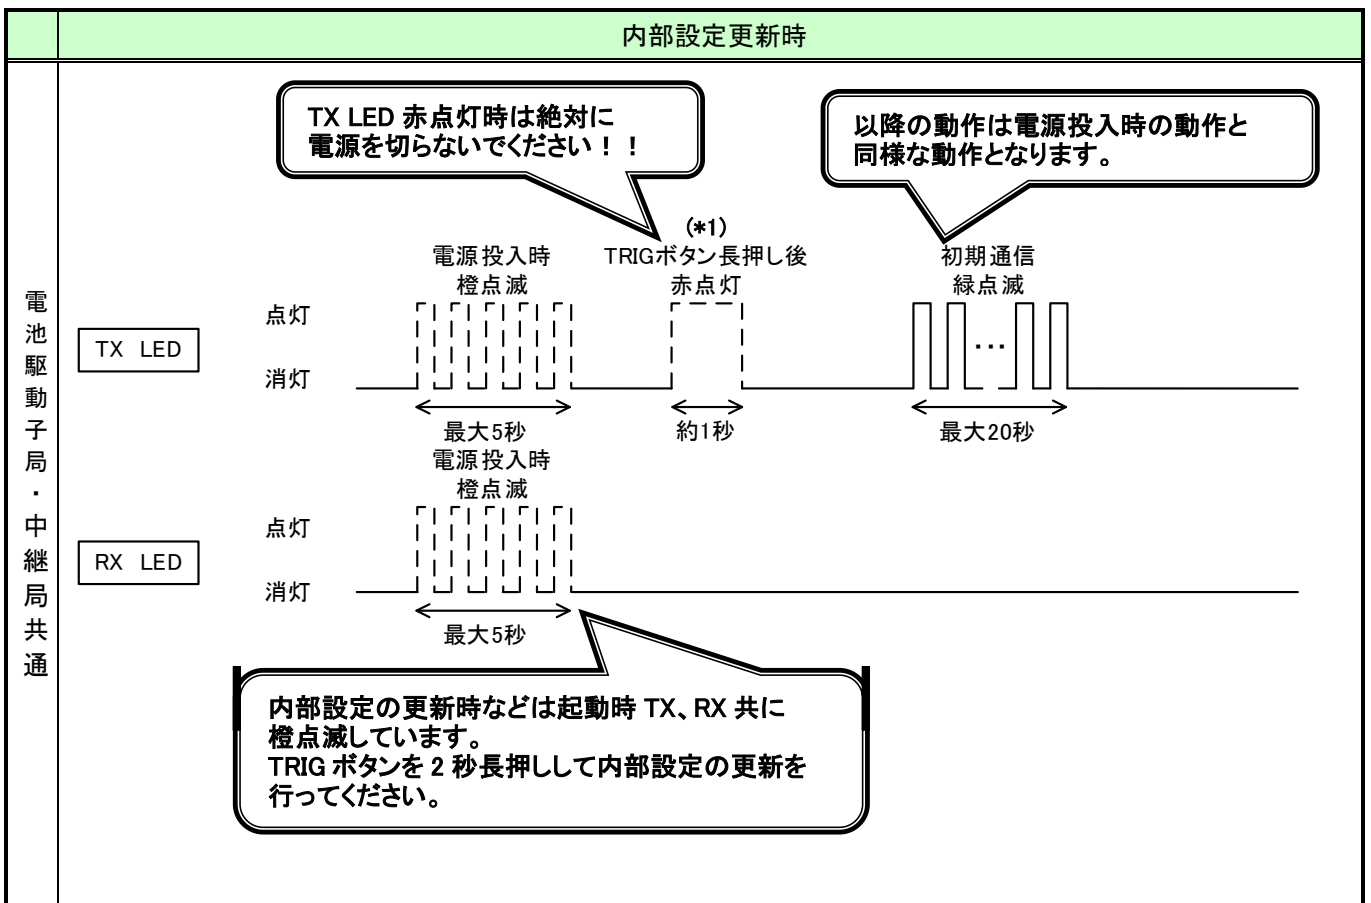 内部設定更新時
電池駆動子局・中継局共通
TX LED 赤点灯時は絶対に
電源を切らないでください！！
以降の動作は電源投入時の動作と
同様な動作となります。
(*1)
電源投入時
橙点滅
TRIGボタン長押し後
赤点灯
初期通信
緑点滅
TX LED
点灯
消灯
...
最大5秒
約1秒
最大20秒
電源投入時
橙点滅
RX LED
点灯
消灯
最大5秒
内部設定の更新時などは起動時 TX、RX 共に
橙点滅しています。
TRIG ボタンを 2 秒長押しして内部設定の更新を
行ってください。